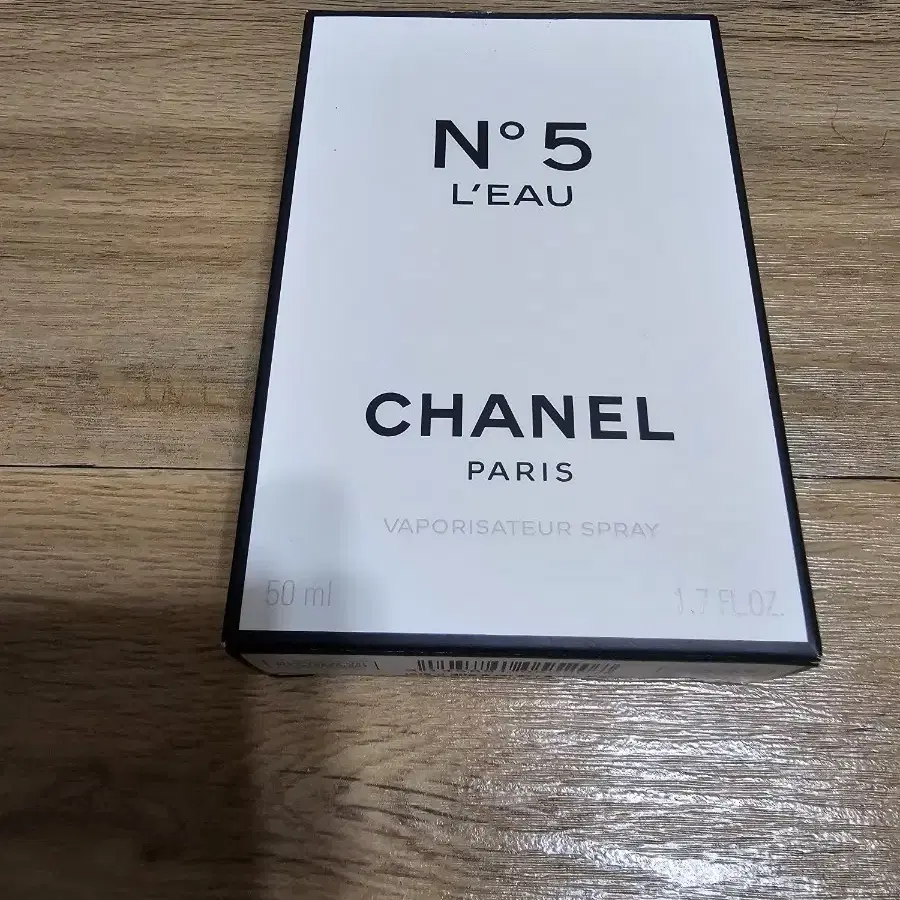 N° 5
L'EAU
CHANEL
PARIS
VAPORISATEUR SPRAY
50 ml 1.7 FL.OZ.